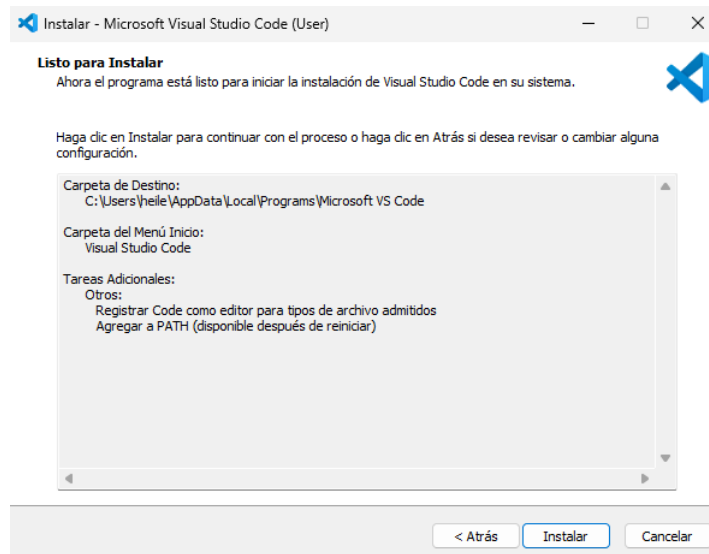 Instalar - Microsoft Visual Studio Code (User)
Listo para Instalar
Ahora el programa está listo para iniciar la instalación de Visual Studio Code en su sistema.
Haga clic en Instalar para continuar con el proceso o haga clic en Atrás si desea revisar o cambiar alguna
configuración.
Carpeta de Destino:
C:\Users\heile\AppData\Local\Programs\Microsoft VS Code
Carpeta del Menú Inicio:
Visual Studio Code
Tareas Adicionales:
Otros:
Registrar Code como editor para tipos de archivo admitidos
Agregar a PATH (disponible después de reiniciar)
< Atrás
Instalar
Cancelar